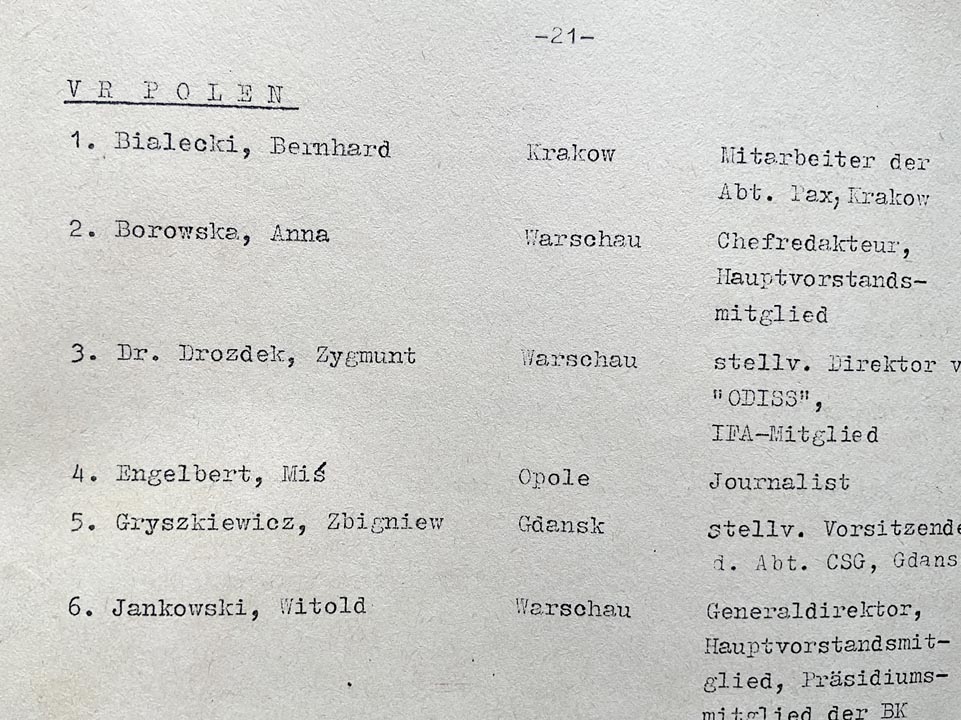 -21-
VR POLEN
1. Bialecki, Bernhard Krakow Mitarbeiter der
Abt. Pax, Krakow
2. Borowska, Anna Warschau Chefredakteur,
Hauptvorstands-
mitglied
3. Dr. Drozdek, Zygmunt Warschau stellv. Direktor v
"ODISS",
IFA-Mitglied
4. Engelbert, Miś Opole Journalist
5. Gryszkiewicz, Zbigniew Gdansk stellv. Vorsitzende
d. Abt. CSG, Gdans
6. Jankowski, Witold Warschau Generaldirektor,
Hauptvorstandsmit-
glied, Präsidiums-
mitglied der BK